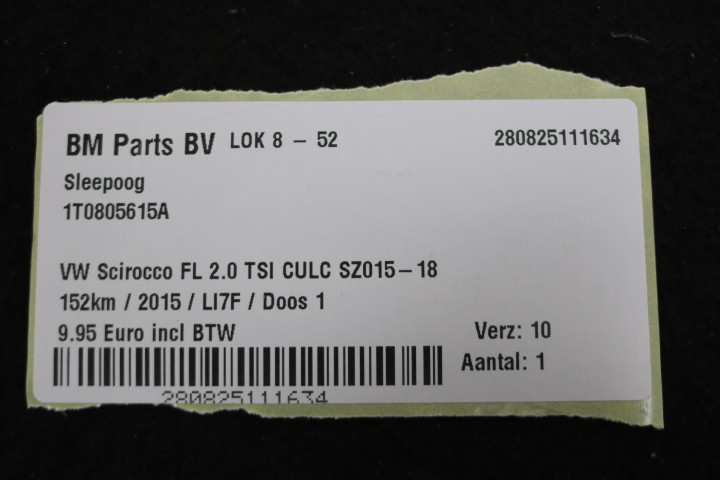 BM Parts BV LOK 8 - 52 280825111634
Sleepoog
1T0805615A
VW Scirocco FL 2.0 TSI CULC SZ015-18
152km / 2015 / LI7F / Doos 1
9.95 Euro incl BTW Verz: 10
Aantal: 1
280825111634